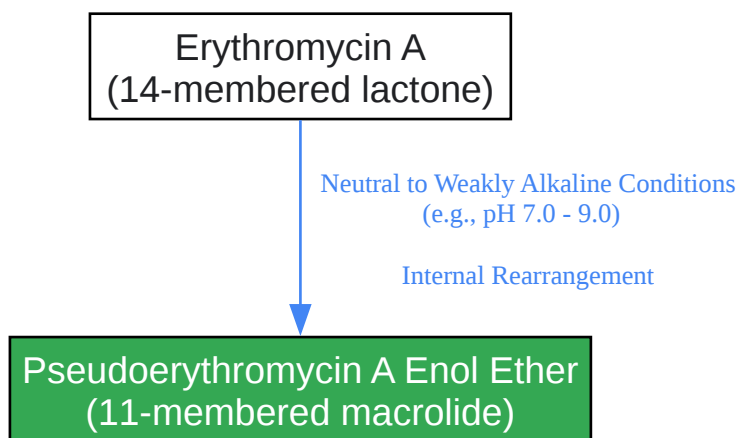 Erythromycin A
(14-membered lactone)
Neutral to Weakly Alkaline Conditions
(e.g., pH 7.0 - 9.0)
Internal Rearrangement
Pseudoerythromycin A Enol Ether
(11-membered macrolide)